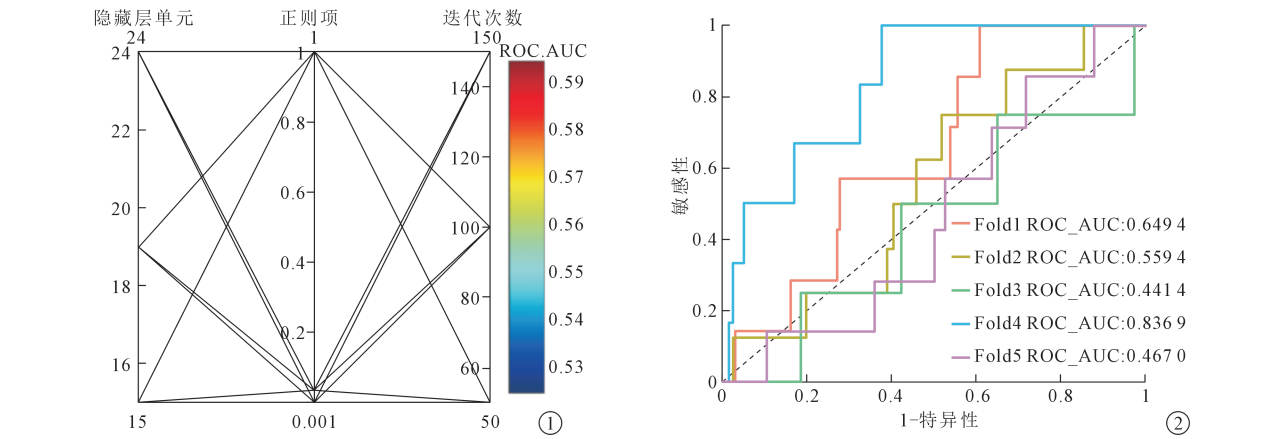 隐藏层单元 正则项 迭代次数
24 1 150
ROC.AUC
24
22
20
18
16
1
0.8
0.6
0.4
0.2
140
120
100
80
60
0.59
0.58
0.57
0.56
0.55
0.54
0.53
15 0.001 50
①
敏感性
1
0.8
0.6
0.4
0.2
0
Fold1 ROC_AUC:0.649 4
Fold2 ROC_AUC:0.559 4
Fold3 ROC_AUC:0.441 4
Fold4 ROC_AUC:0.836 9
Fold5 ROC_AUC:0.467 0
0 0.2 0.4 0.6 0.8 1
1-特异性
②